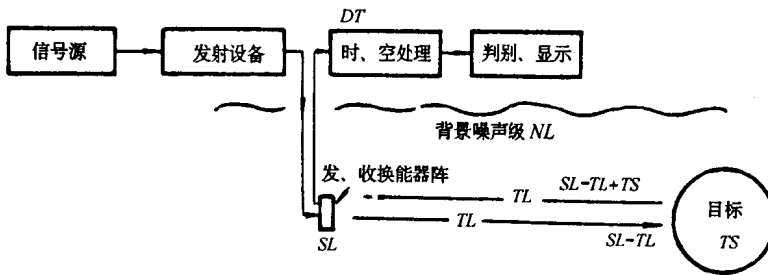 DT
信号源
发射设备
时、空处理
判别、显示
背景噪声级 NL
发、收换能器阵
TL
SL-TL+TS
目标
TS
TL
SL-TL
SL